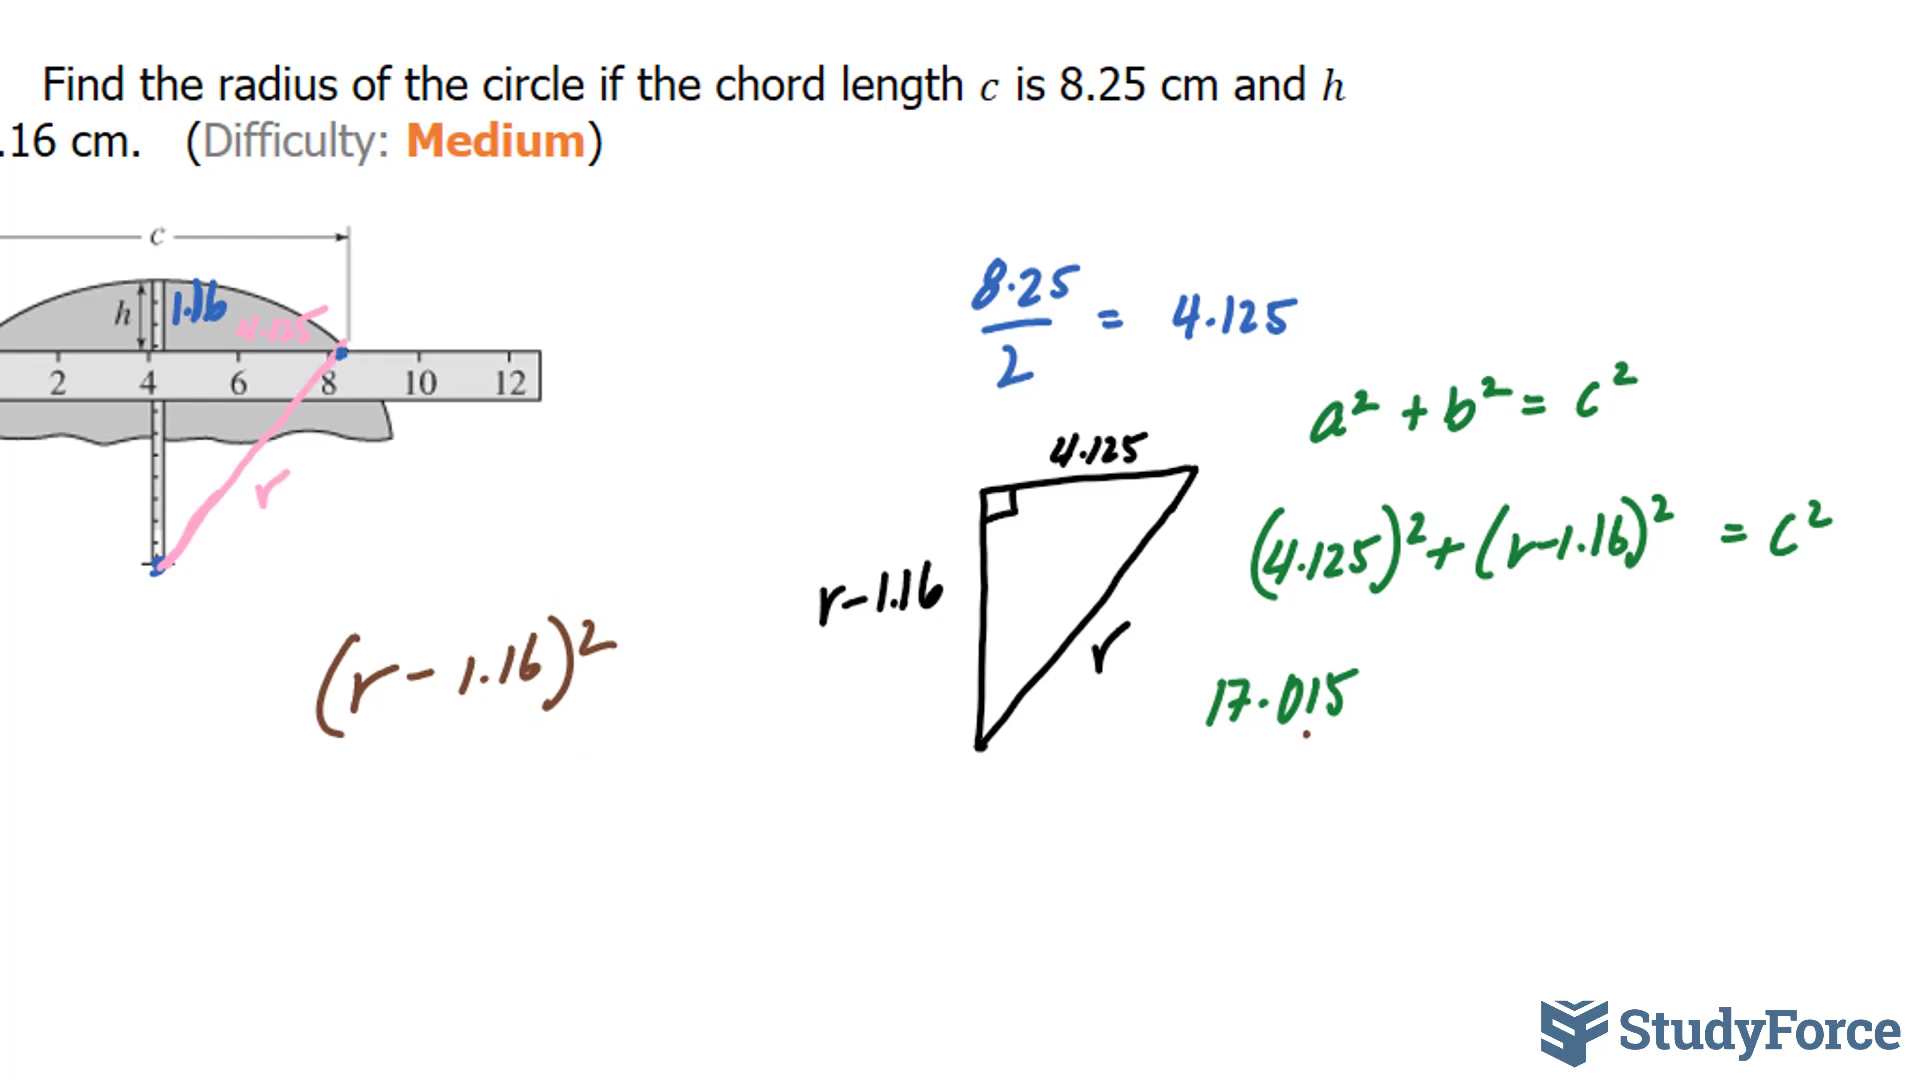 Find the radius of the circle if the chord length c is 8.25 cm and h
.16 cm. (Difficulty: Medium)
c
h
1.16
4.125
2 4 6 8 10 12
r
(r - 1.16)²
8.25
2
= 4.125
a² + b² = c²
4.125
(4.125)² + (r-1.16)² = c²
r-1.16
r
17.015
StudyForce